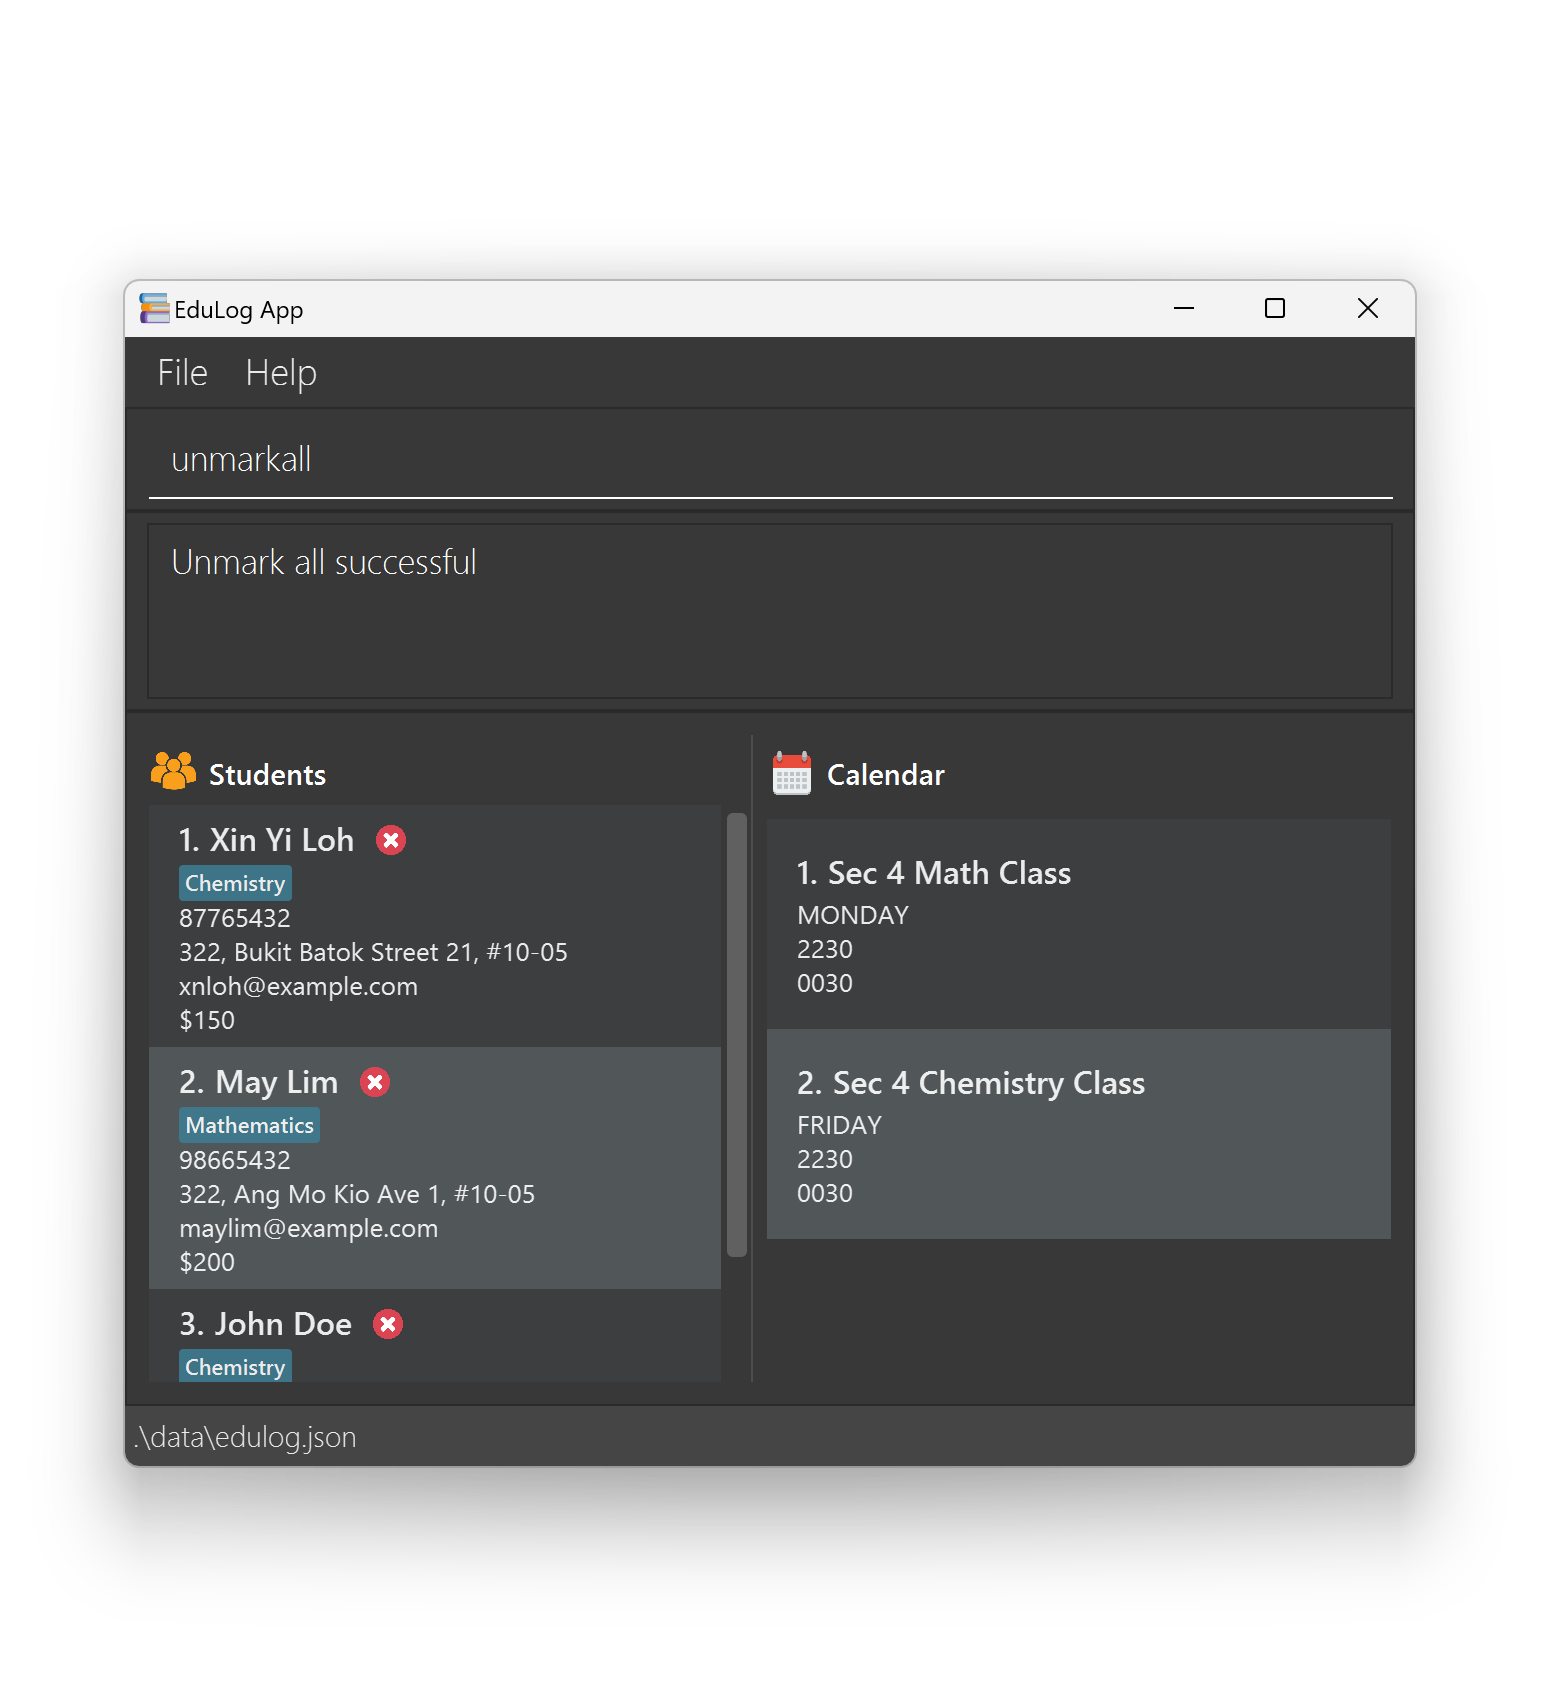 EduLog App
File Help
unmarkall
Unmark all successful
Students
1. Xin Yi Loh
Chemistry
87765432
322, Bukit Batok Street 21, #10-05
xnloh@example.com
$150
2. May Lim
Mathematics
98665432
322, Ang Mo Kio Ave 1, #10-05
maylim@example.com
$200
3. John Doe
Chemistry
Calendar
1. Sec 4 Math Class
MONDAY
2230
0030
2. Sec 4 Chemistry Class
FRIDAY
2230
0030
.\data\edulog.json